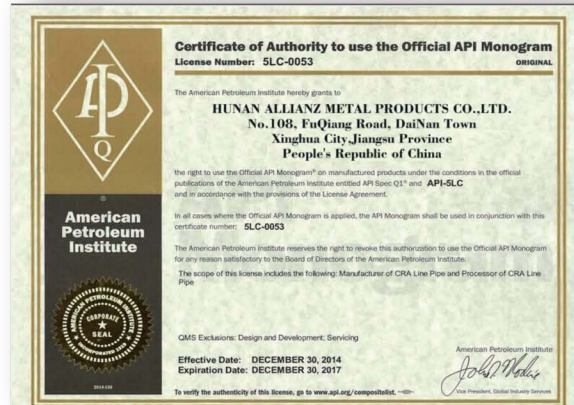 Certificate of Authority to use the Official API Monogram
License Number: 5LC-0053
ORIGINAL
The American Petroleum Institute hereby grants to
HUNAN ALLIANZ METAL PRODUCTS CO.,LTD.
No.108, FuQiang Road, DaiNan Town
Xinghua City,Jiangsu Province
People's Republic of China
the right to use the Official API Monogram® on manufactured products under the conditions in the official
publications of the American Petroleum Institute entitled API Spec Q1® and API-5LC
and in accordance with the provisions of the License Agreement.
In all cases where the Official API Monogram is applied, the API Monogram shall be used in conjunction with this
certificate number: 5LC-0053
The American Petroleum Institute reserves the right to revoke this authorization to use the Official API Monogram
for any reason satisfactory to the Board of Directors of the American Petroleum Institute.
The scope of this license includes the following: Manufacturer of CRA Line Pipe and Processor of CRA Line
Pipe
QMS Exclusions: Design and Development; Servicing
Effective Date: DECEMBER 30, 2014
Expiration Date: DECEMBER 30, 2017
To verify the authenticity of this license, go to www.api.org/compositelist.
American Petroleum Institute
Vice President, Global Industry Services
API
Q
®
American
Petroleum
Institute
AMERICAN PETROLEUM INSTITUTE
CORPORATE
SEAL
INCORPORATED 1919